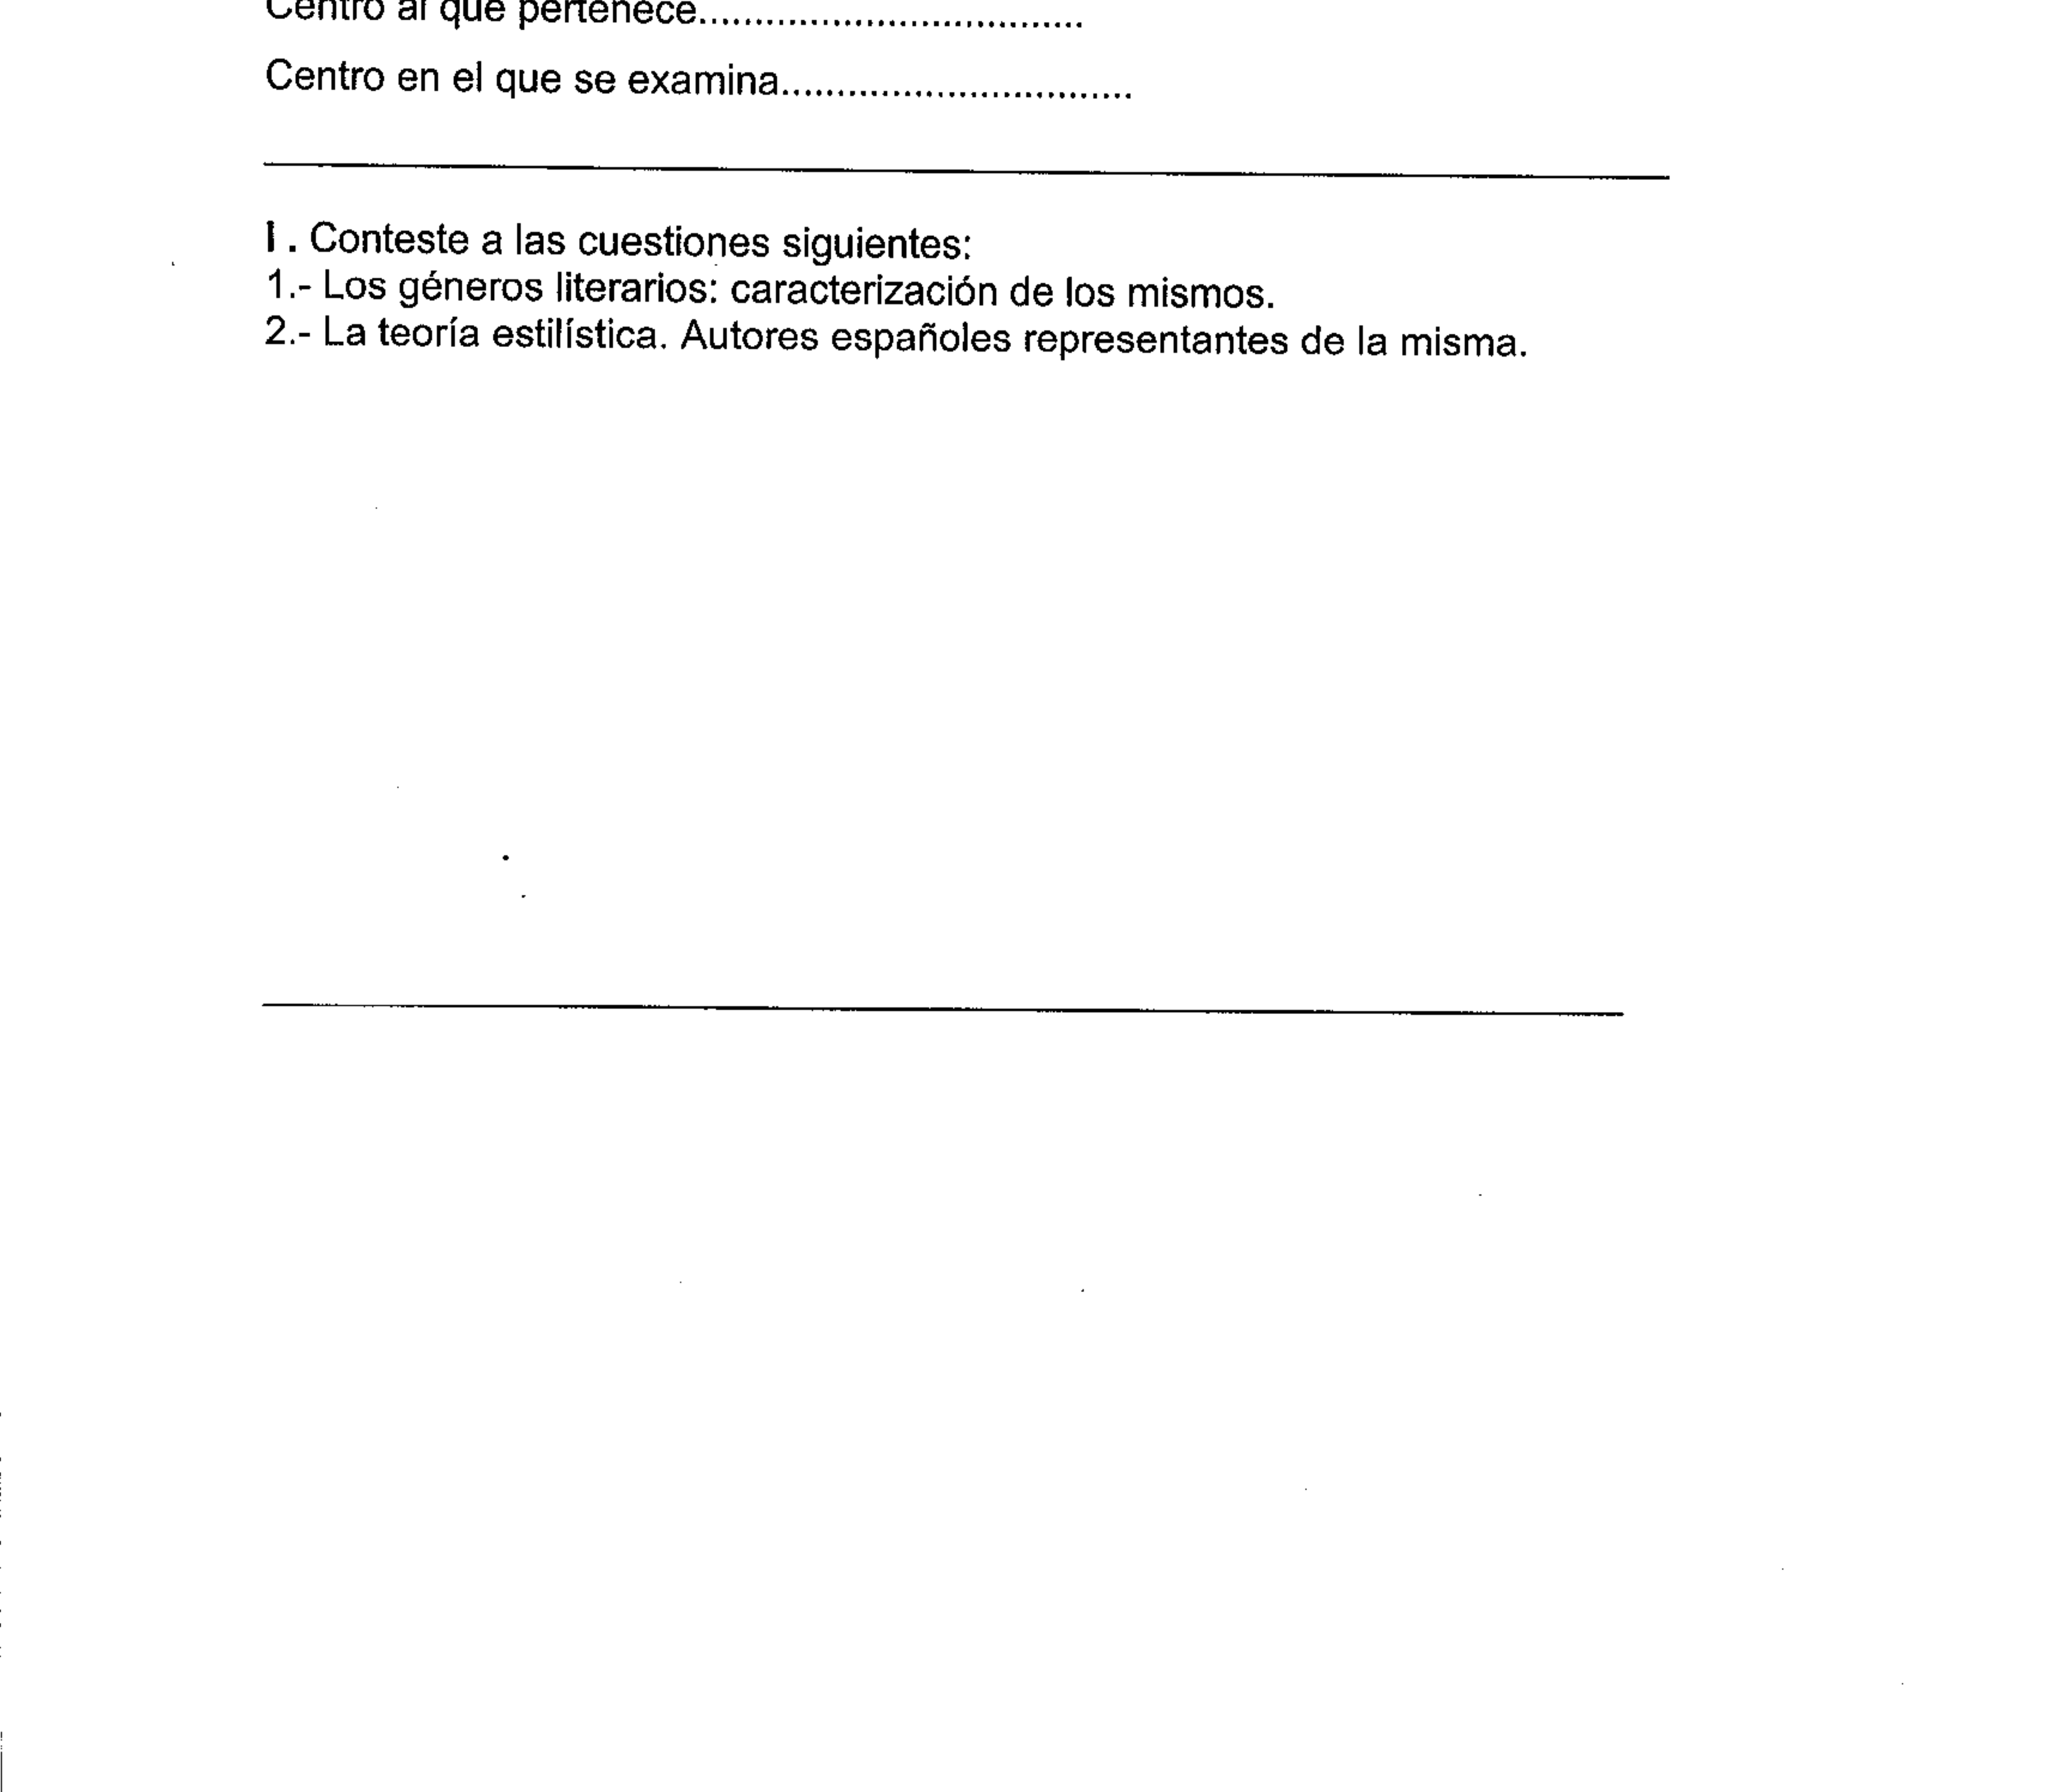 Centro al que pertenece..................................
Centro en el que se examina................................
I . Conteste a las cuestiones siguientes:
1.- Los géneros literarios: caracterización de los mismos.
2.- La teoría estilística. Autores españoles representantes de la misma.